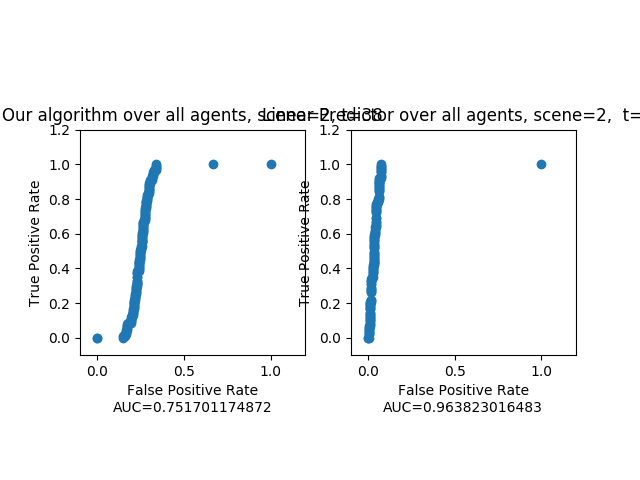 Our algorithm over all agents, scene=2, t=38
Linear Predictor over all agents, scene=2,  t=
1.2
1.0
0.8
0.6
0.4
0.2
0.0
True Positive Rate
0.0 0.5 1.0
False Positive Rate
AUC=0.751701174872
1.2
1.0
0.8
0.6
0.4
0.2
0.0
True Positive Rate
0.0 0.5 1.0
False Positive Rate
AUC=0.963823016483